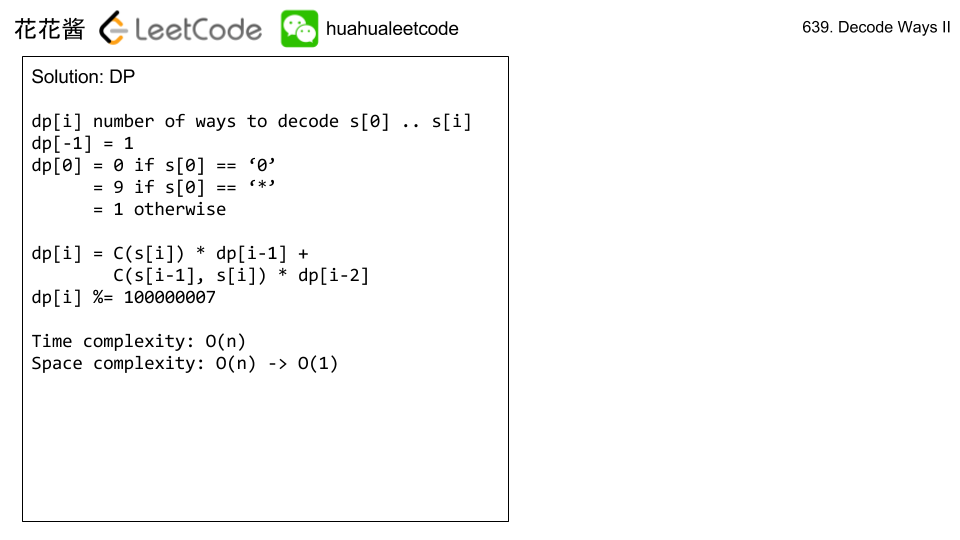 花花酱 LeetCode huahualeetcode
639. Decode Ways II
Solution: DP
dp[i] number of ways to decode s[0] .. s[i]
dp[-1] = 1
dp[0] = 0 if s[0] == ‘0’
= 9 if s[0] == ‘*’
= 1 otherwise
dp[i] = C(s[i]) * dp[i-1] +
C(s[i-1], s[i]) * dp[i-2]
dp[i] %= 100000007
Time complexity: O(n)
Space complexity: O(n) -> O(1)